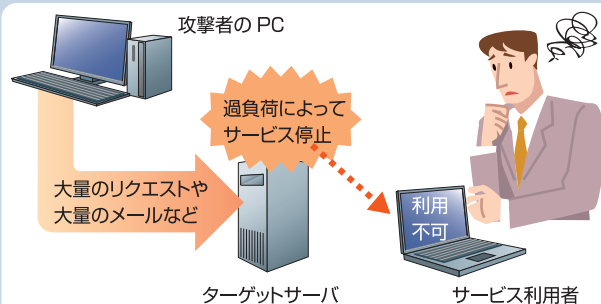 攻撃者の PC
過負荷によって
サービス停止
大量のリクエストや
大量のメールなど
利用
不可
ターゲットサーバ
サービス利用者